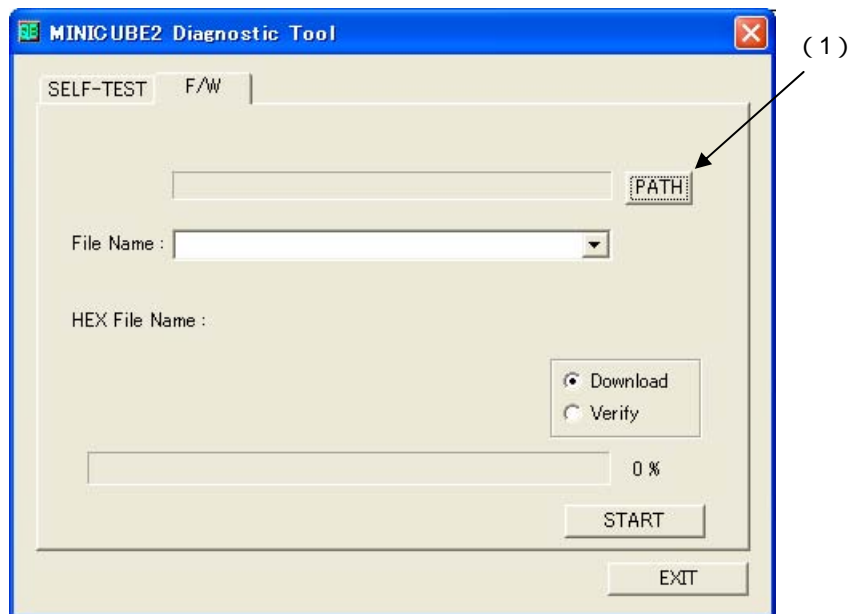 MINICUBE2 Diagnostic Tool
(1)
SELF-TEST
F/W
PATH
File Name :
HEX File Name :
Download
Verify
0 %
START
EXIT